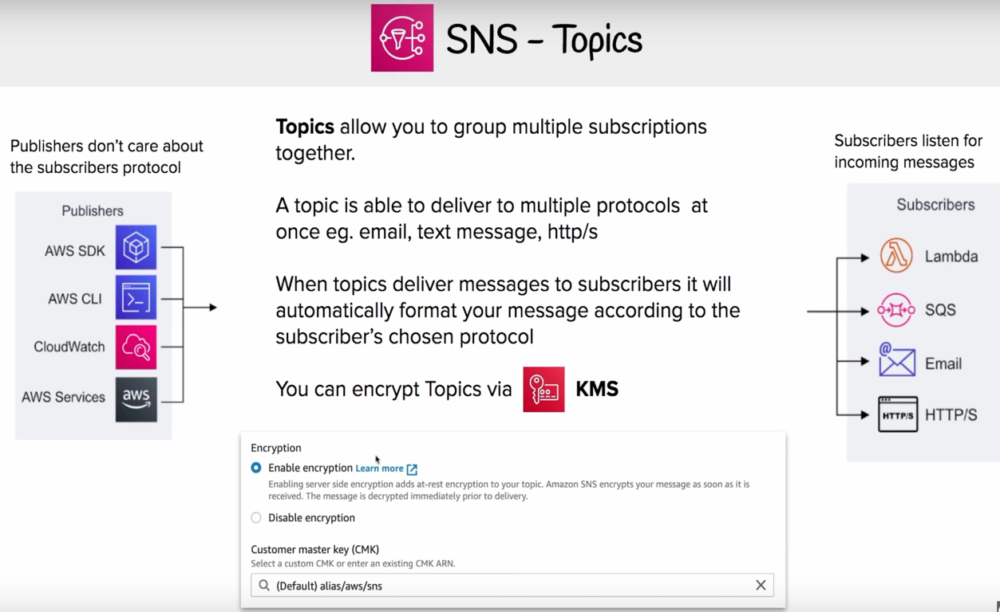 SNS – Topics
Publishers don't care about
the subscribers protocol
Publishers
AWS SDK
AWS CLI
CloudWatch
AWS Services
aws
Topics allow you to group multiple subscriptions
together.
A topic is able to deliver to multiple protocols at
once eg. email, text message, http/s
When topics deliver messages to subscribers it will
automatically format your message according to the
subscriber's chosen protocol
You can encrypt Topics via KMS
Encryption
Enable encryption Learn more
Enabling server side encryption adds at-rest encryption to your topic. Amazon SNS encrypts your message as soon as it is
received. The message is decrypted immediately prior to delivery.
Disable encryption
Customer master key (CMK)
Select a custom CMK or enter an existing CMK ARN.
(Default) alias/aws/sns
Subscribers listen for
incoming messages
Subscribers
Lambda
SQS
@
Email
HTTP/S
HTTP/S